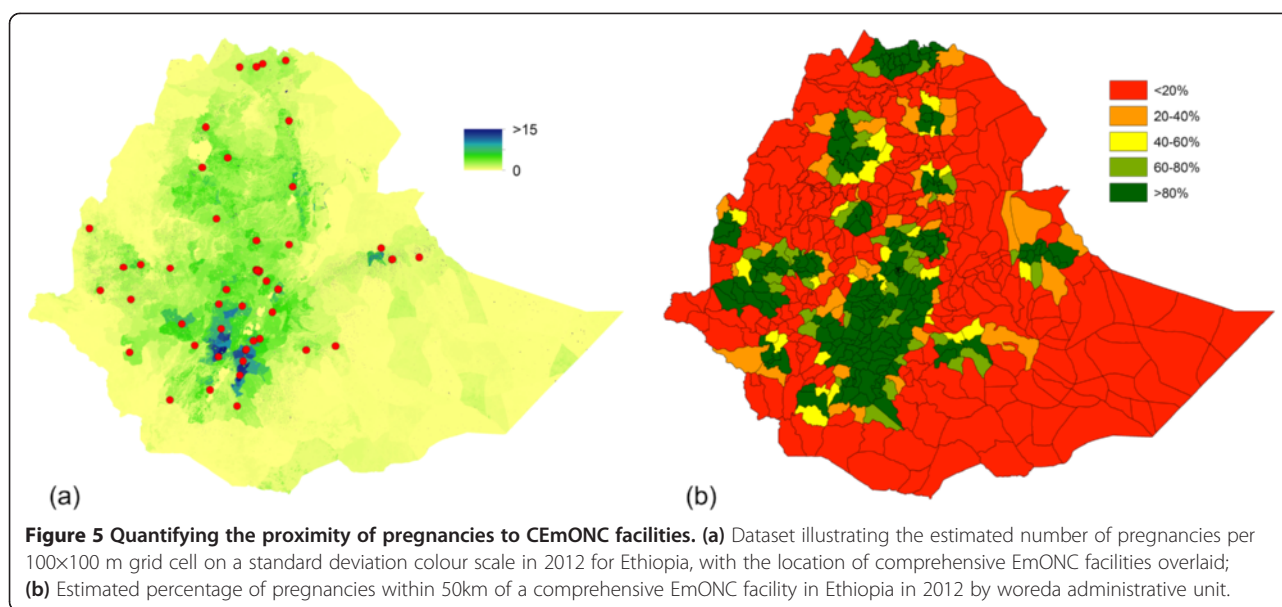 >15
0
<20%
20-40%
40-60%
60-80%
>80%
(a)
(b)
Figure 5 Quantifying the proximity of pregnancies to CEmONC facilities. (a) Dataset illustrating the estimated number of pregnancies per
100×100 m grid cell on a standard deviation colour scale in 2012 for Ethiopia, with the location of comprehensive EmONC facilities overlaid;
(b) Estimated percentage of pregnancies within 50km of a comprehensive EmONC facility in Ethiopia in 2012 by woreda administrative unit.